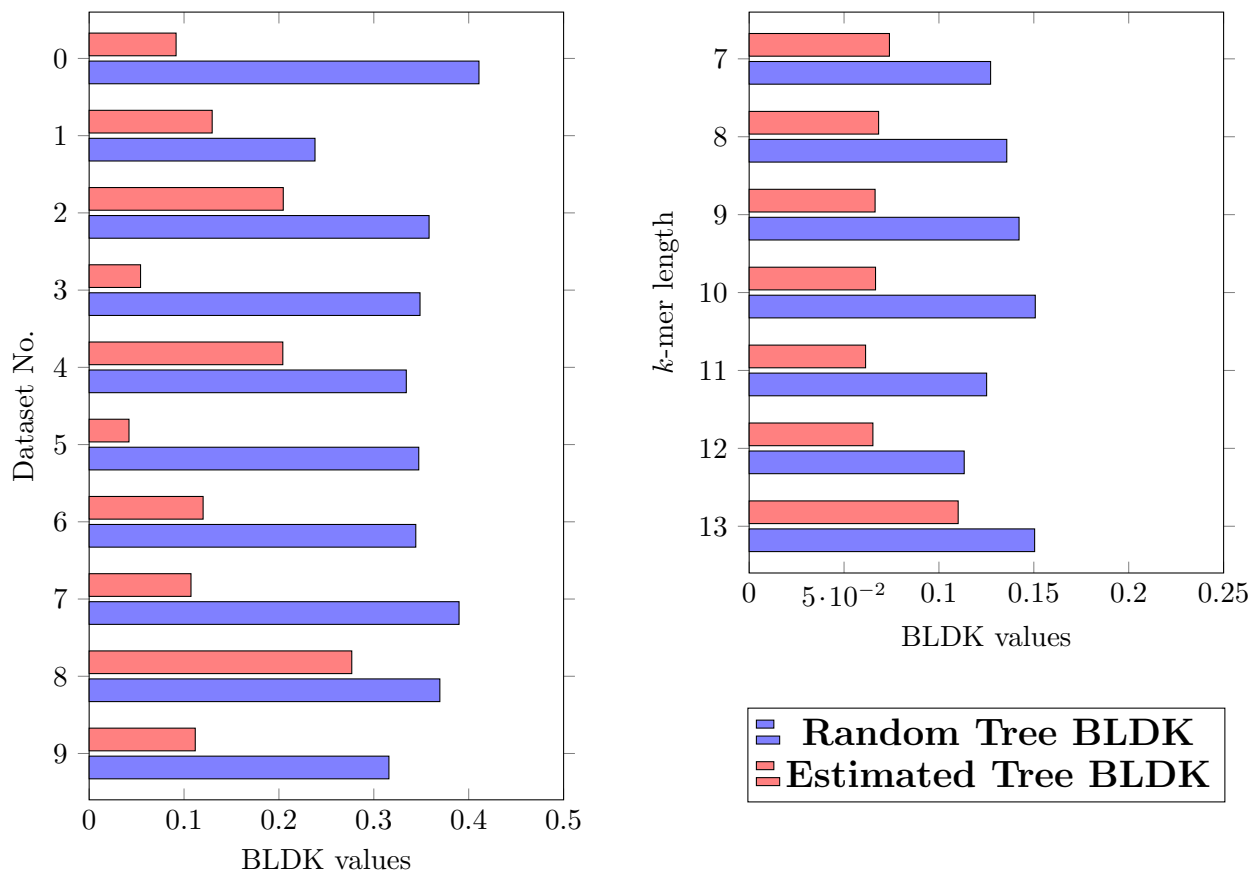 0
1
2
3
4
5
6
7
8
9
Dataset No.
0 0.1 0.2 0.3 0.4 0.5
BLDK values
7
8
9
10
11
12
13
k-mer length
0 5·10⁻² 0.1 0.15 0.2 0.25
BLDK values
Random Tree BLDK
Estimated Tree BLDK